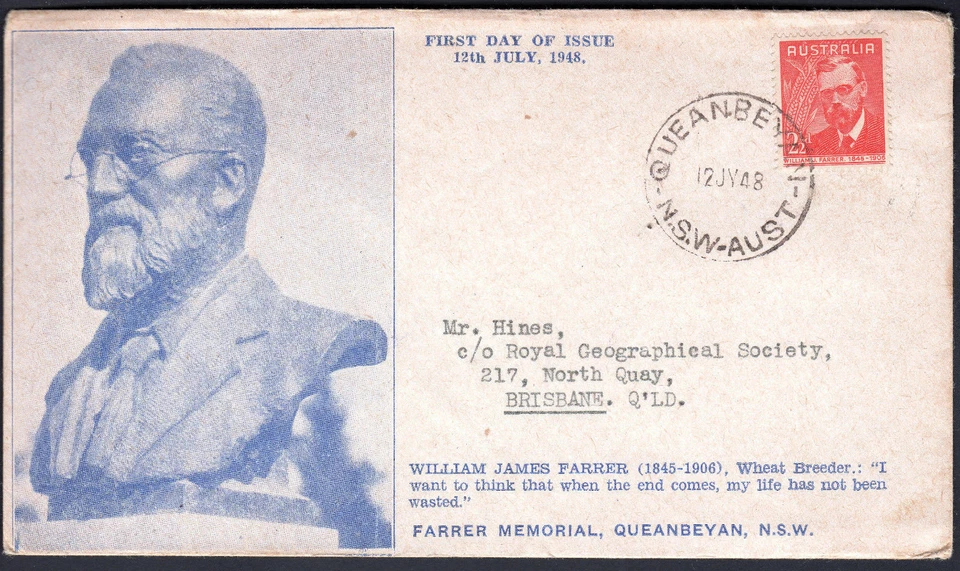 FIRST DAY OF ISSUE
12th JULY, 1948.
AUSTRALIA
2½d
WILLIAM J. FARRER. 1845-1906
QUEANBEYAN
12JY48
N.S.W-AUST
Mr. Hines,
c/o Royal Geographical Society,
217, North Quay,
BRISBANE. Q'LD.
WILLIAM JAMES FARRER (1845-1906), Wheat Breeder.: "I
want to think that when the end comes, my life has not been
wasted."
FARRER MEMORIAL, QUEANBEYAN, N.S.W.